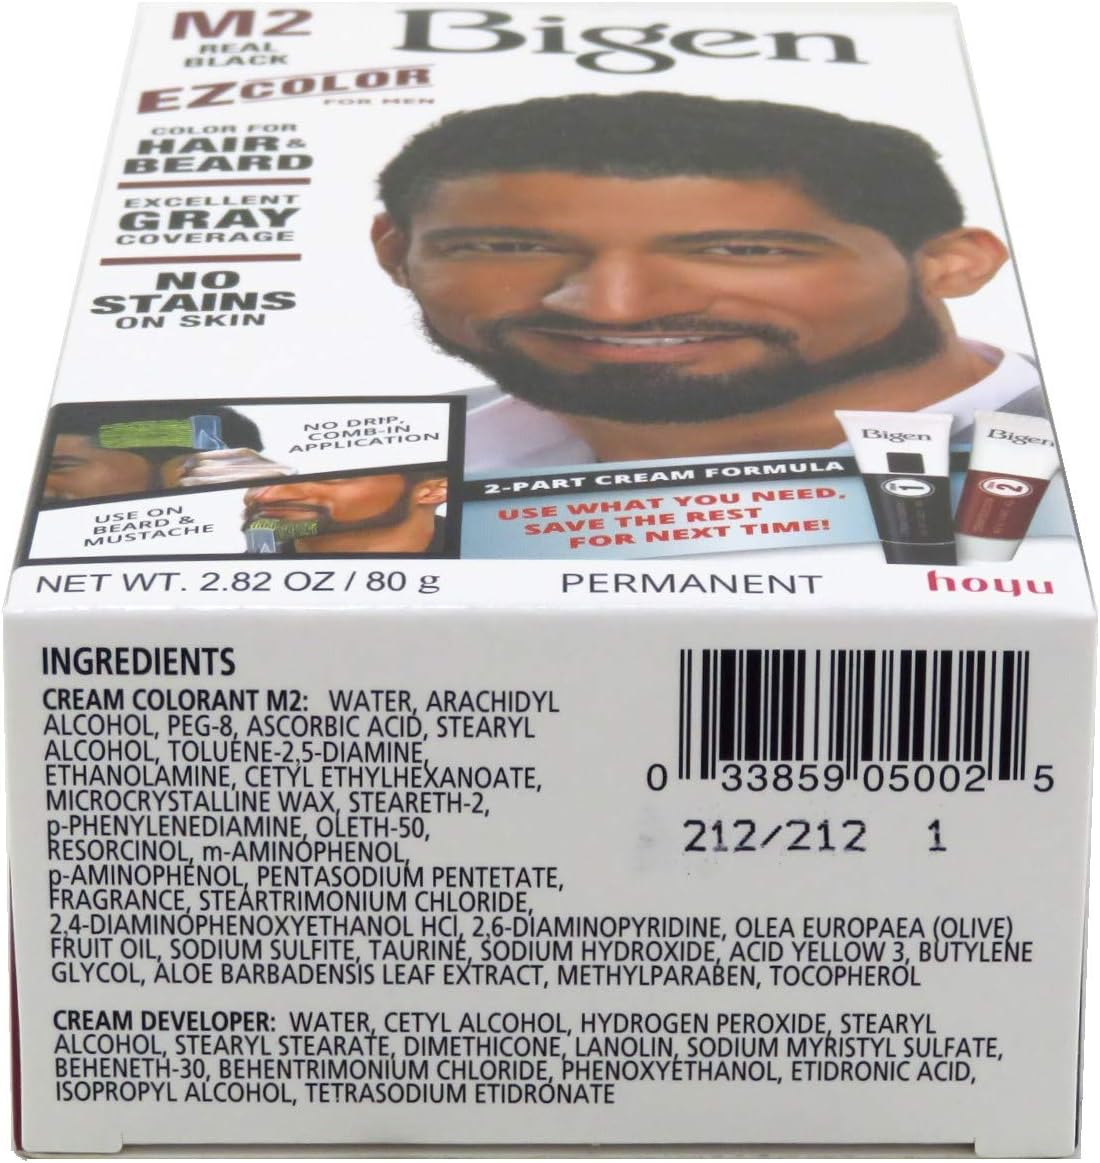 M2
REAL
BLACK
Bigen
EZCOLOR
FOR MEN
COLOR FOR
HAIR &
BEARD
EXCELLENT
GRAY
COVERAGE
NO
STAINS
ON SKIN
NO DRIP,
COMB-IN
APPLICATION
USE ON
BEARD &
MUSTACHE
2-PART CREAM FORMULA
USE WHAT YOU NEED.
SAVE THE REST
FOR NEXT TIME!
Bigen
1
Bigen
2
NET WT. 2.82 OZ / 80 g
PERMANENT
hoyu
INGREDIENTS
CREAM COLORANT M2: WATER, ARACHIDYL
ALCOHOL, PEG-8, ASCORBIC ACID, STEARYL
ALCOHOL, TOLUENE-2,5-DIAMINE,
ETHANOLAMINE, CETYL ETHYLHEXANOATE,
MICROCRYSTALLINE WAX, STEARETH-2,
p-PHENYLENEDIAMINE, OLETH-50,
RESORCINOL, m-AMINOPHENOL,
p-AMINOPHENOL, PENTASODIUM PENTETATE,
FRAGRANCE, STEARTRIMONIUM CHLORIDE,
2,4-DIAMINOPHENOXYETHANOL HCl, 2,6-DIAMINOPYRIDINE, OLEA EUROPAEA (OLIVE)
FRUIT OIL, SODIUM SULFITE, TAURINE, SODIUM HYDROXIDE, ACID YELLOW 3, BUTYLENE
GLYCOL, ALOE BARBADENSIS LEAF EXTRACT, METHYLPARABEN, TOCOPHEROL
CREAM DEVELOPER: WATER, CETYL ALCOHOL, HYDROGEN PEROXIDE, STEARYL
ALCOHOL, STEARYL STEARATE, DIMETHICONE, LANOLIN, SODIUM MYRISTYL SULFATE,
BEHENETH-30, BEHENTRIMONIUM CHLORIDE, PHENOXYETHANOL, ETIDRONIC ACID,
ISOPROPYL ALCOHOL, TETRASODIUM ETIDRONATE
0 33859 05002 5
212/212 1